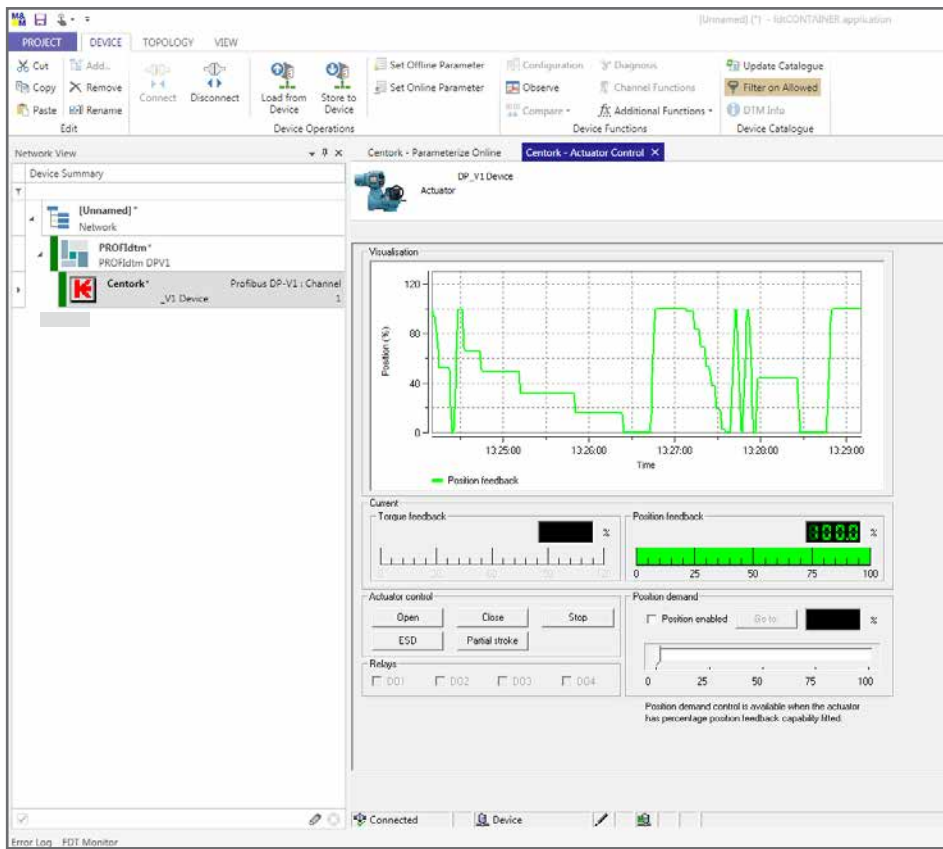 [Unnamed] (*) - fdtCONTAINER application
PROJECT DEVICE TOPOLOGY VIEW
Cut Add... Connect Disconnect Load from Device Store to Device Set Offline Parameter Configuration Diagnosis Update Catalogue
Copy Remove Set Online Parameter Observe Channel Functions Filter on Allowed
Paste Rename Compare Additional Functions DTM Info
Edit Device Operations Device Functions Device Catalogue
Network View
Device Summary
[Unnamed]*
Network
PROFIdtm*
PROFIdtm DPV1
Centork* Profibus DP-V1 : Channel
_V1 Device 1
Centork - Parameterize Online Centork - Actuator Control
DP_V1 Device
Actuator
Visualisation
Position (%)
120
80
40
0
13:25:00 13:26:00 13:27:00 13:28:00 13:29:00
Time
Position feedback
Current
Torque feedback
%
Position feedback
100.0 %
0 25 50 75 100
Actuator control
Open Close Stop
ESD Partial stroke
Relays
DO1 DO2 DO3 DO4
Position demand
Position enabled Go to %
0 25 50 75 100
Position demand control is available when the actuator
has percentage position feedback capability fitted.
Connected Device
Error Log FDT Monitor